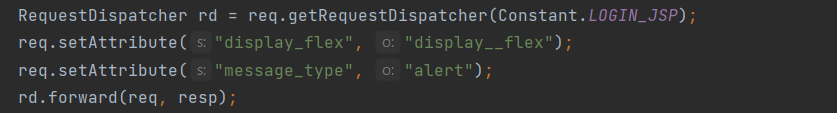 RequestDispatcher rd = req.getRequestDispatcher(Constant.LOGIN_JSP);
req.setAttribute( s: "display_flex", o: "display__flex");
req.setAttribute( s: "message_type", o: "alert");
rd.forward(req, resp);